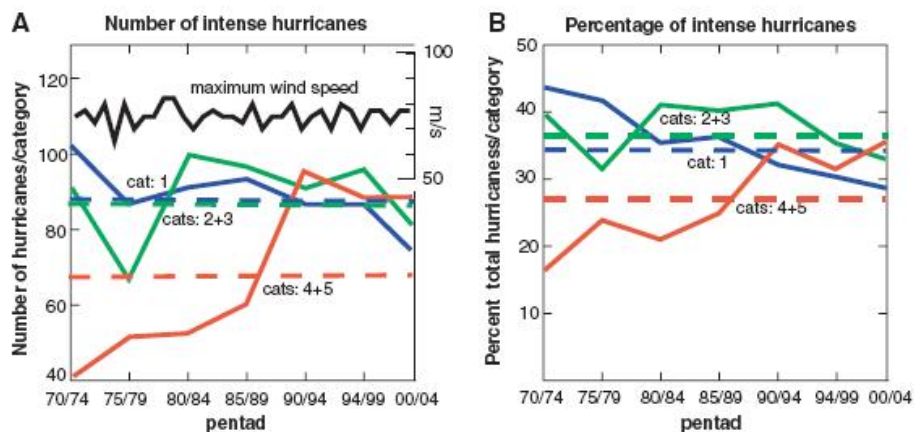 A
Number of intense hurricanes
Number of hurricanes/category
120
100
80
60
40
100
50
m/s
maximum wind speed
cat: 1
cats: 2+3
cats: 4+5
70/74 75/79 80/84 85/89 90/94 94/99 00/04
pentad
B
Percentage of intense hurricanes
Percent total hurricaness/category
50
40
30
20
10
cats: 2+3
cat: 1
cats: 4+5
70/74 75/79 80/84 85/89 90/94 94/99 00/04
pentad